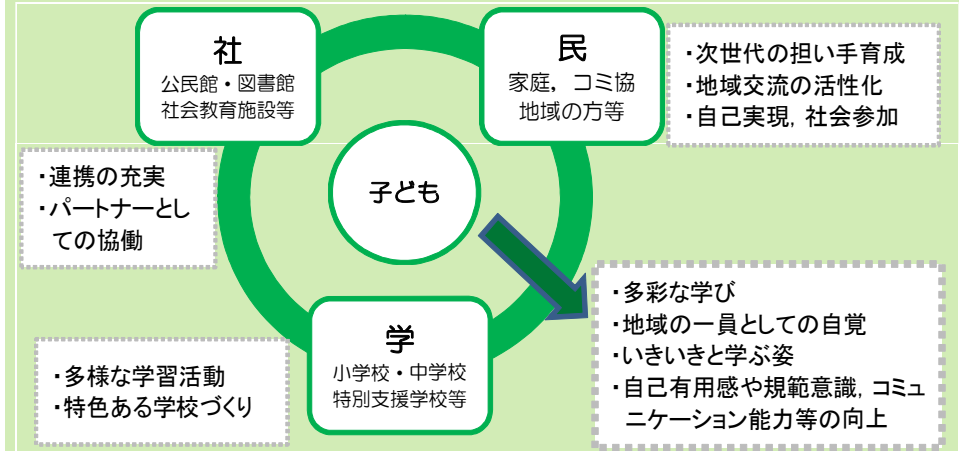 社
公民館・図書館
社会教育施設等
民
家庭，コミ協
地域の方等
・次世代の担い手育成
・地域交流の活性化
・自己実現，社会参加
・連携の充実
・パートナーとし
ての協働
子ども
学
小学校・中学校
特別支援学校等
・多様な学習活動
・特色ある学校づくり
・多彩な学び
・地域の一員としての自覚
・いきいきと学ぶ姿
・自己有用感や規範意識，コミュ
ニケーション能力等の向上